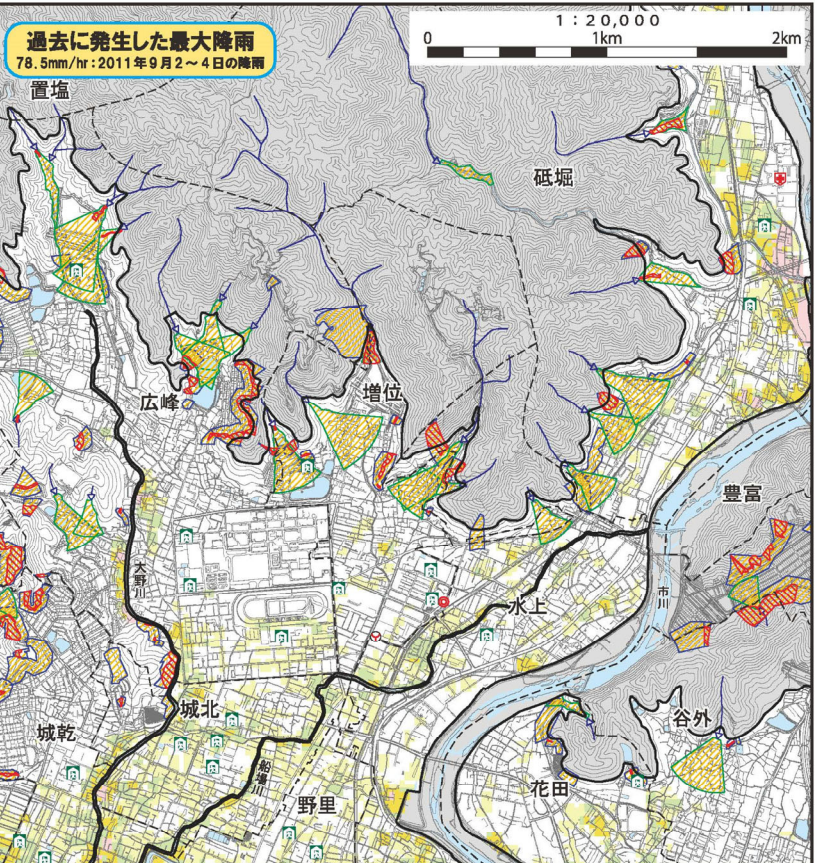 過去に発生した最大降雨
78.5mm/hr:2011年9月2～4日の降雨
1:20,000
0 1km 2km
置塩
砥堀
広峰
増位
豊富
大野川
市川
水上
城北
城乾
谷外
船場川
花田
野里